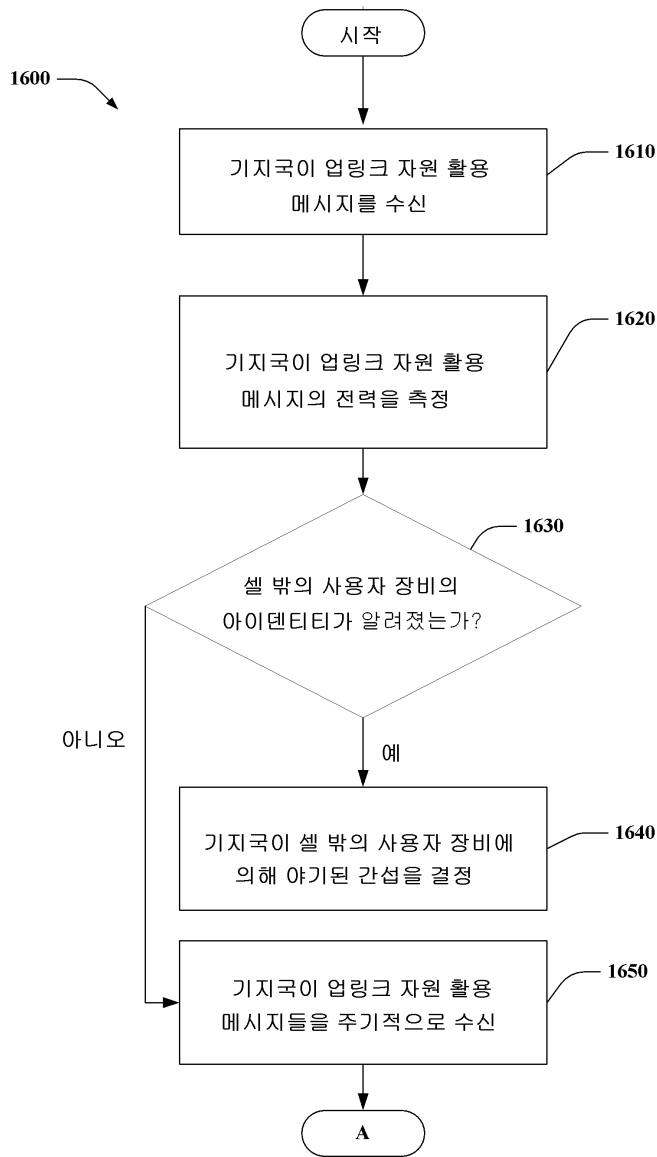 시작
1600
기지국이 업링크 자원 활용
메시지를 수신
1610
기지국이 업링크 자원 활용
메시지의 전력을 측정
1620
셀 밖의 사용자 장비의
아이덴티티가 알려졌는가?
1630
아니오
예
기지국이 셀 밖의 사용자 장비에
의해 야기된 간섭을 결정
1640
기지국이 업링크 자원 활용
메시지들을 주기적으로 수신
1650
A